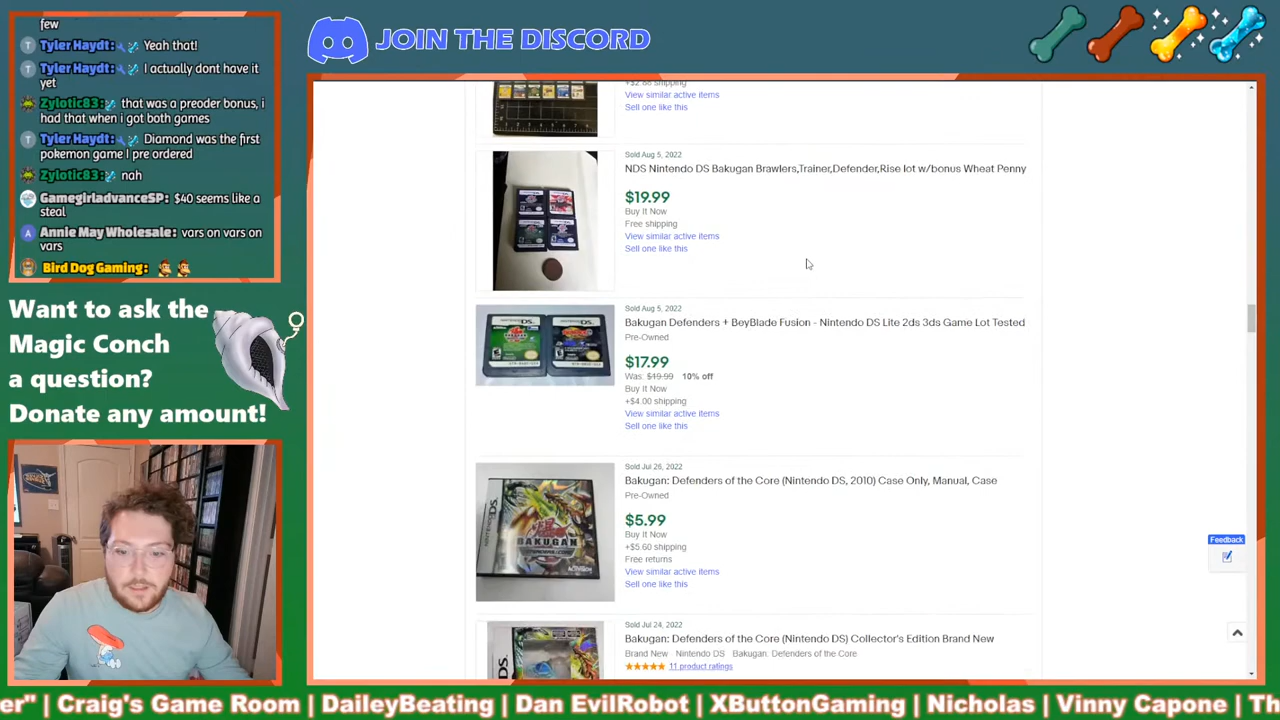 few
Tyler Haydt: Yeah that!
Tyler Haydt: I actually dont have it
yet
Zylotic83: that was a preoder bonus, i
had that when i got both games
Tyler Haydt: Diamond was the first
pokemon game I pre ordered
Zylotic83: nah
GamegirladvanceSP: $40 seems like a
steal
Annie May Wholesale: vars on vars on
vars
Bird Dog Gaming:
JOIN THE DISCORD
Want to ask the
Magic Conch
a question?
Donate any amount!
+$2.88 shipping
View similar active items
Sell one like this
Sold Aug 5, 2022
NDS Nintendo DS Bakugan Brawlers,Trainer,Defender,Rise lot w/bonus Wheat Penny
$19.99
Buy It Now
Free shipping
View similar active items
Sell one like this
Sold Aug 5, 2022
Bakugan Defenders + BeyBlade Fusion - Nintendo DS Lite 2ds 3ds Game Lot Tested
Pre-Owned
$17.99
Was: $19.99 10% off
Buy It Now
+$4.00 shipping
View similar active items
Sell one like this
Sold Jul 26, 2022
Bakugan: Defenders of the Core (Nintendo DS, 2010) Case Only, Manual, Case
Pre-Owned
$5.99
Buy It Now
+$5.60 shipping
Free returns
View similar active items
Sell one like this
NINTENDO DS
BAKUGAN
Sold Jul 24, 2022
Bakugan: Defenders of the Core (Nintendo DS) Collector's Edition Brand New
Brand New Nintendo DS Bakugan: Defenders of the Core
11 product ratings
Feedback
er" | Craig's Game Room | DaileyBeating | Dan EvilRobot | XButtonGaming | Nicholas | Vinny Capone | Th